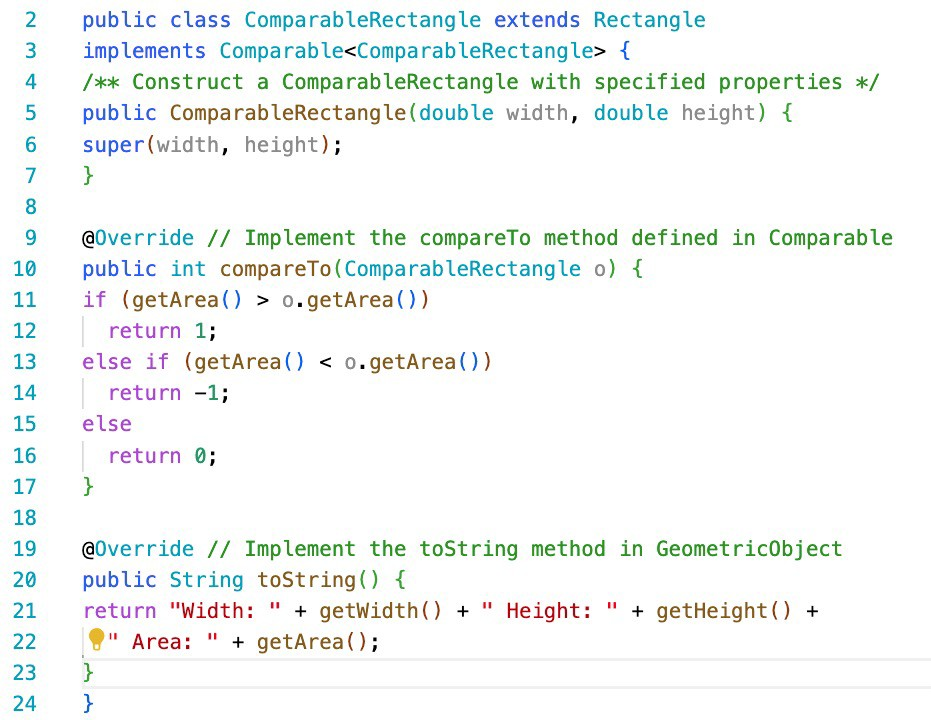 2 public class ComparableRectangle extends Rectangle
3 implements Comparable<ComparableRectangle> {
4 /** Construct a ComparableRectangle with specified properties */
5 public ComparableRectangle(double width, double height) {
6 super(width, height);
7 }
8
9 @Override // Implement the compareTo method defined in Comparable
10 public int compareTo(ComparableRectangle o) {
11 if (getArea() > o.getArea())
12   return 1;
13 else if (getArea() < o.getArea())
14   return -1;
15 else
16   return 0;
17 }
18
19 @Override // Implement the toString method in GeometricObject
20 public String toString() {
21 return "Width: " + getWidth() + " Height: " + getHeight() +
22   " Area: " + getArea();
23 }
24 }